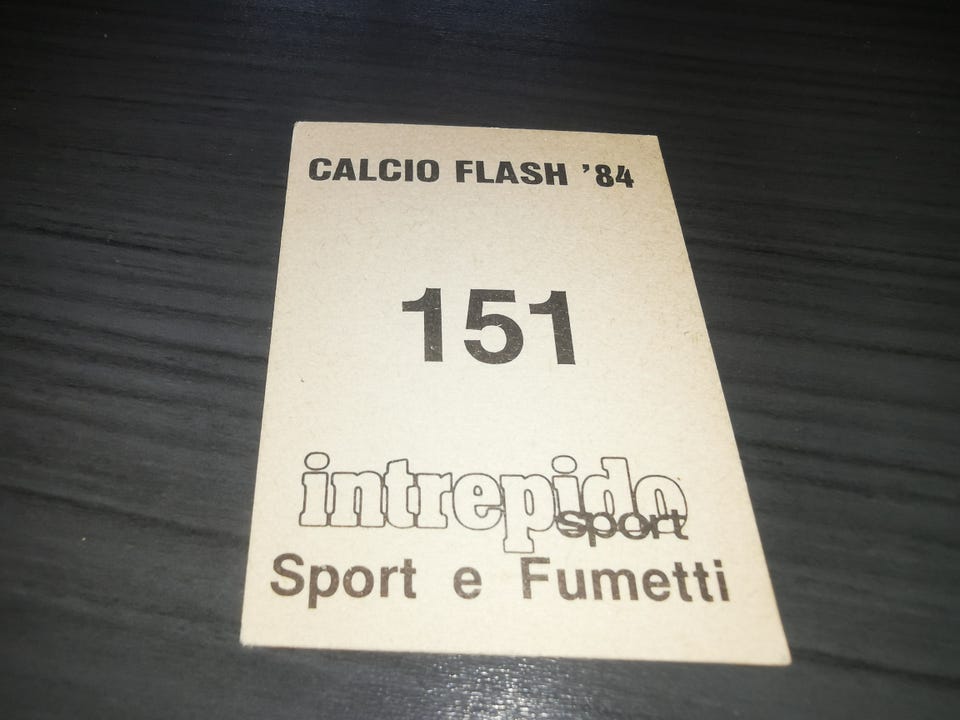 CALCIO FLASH '84
151
intrepido
sport
Sport e Fumetti